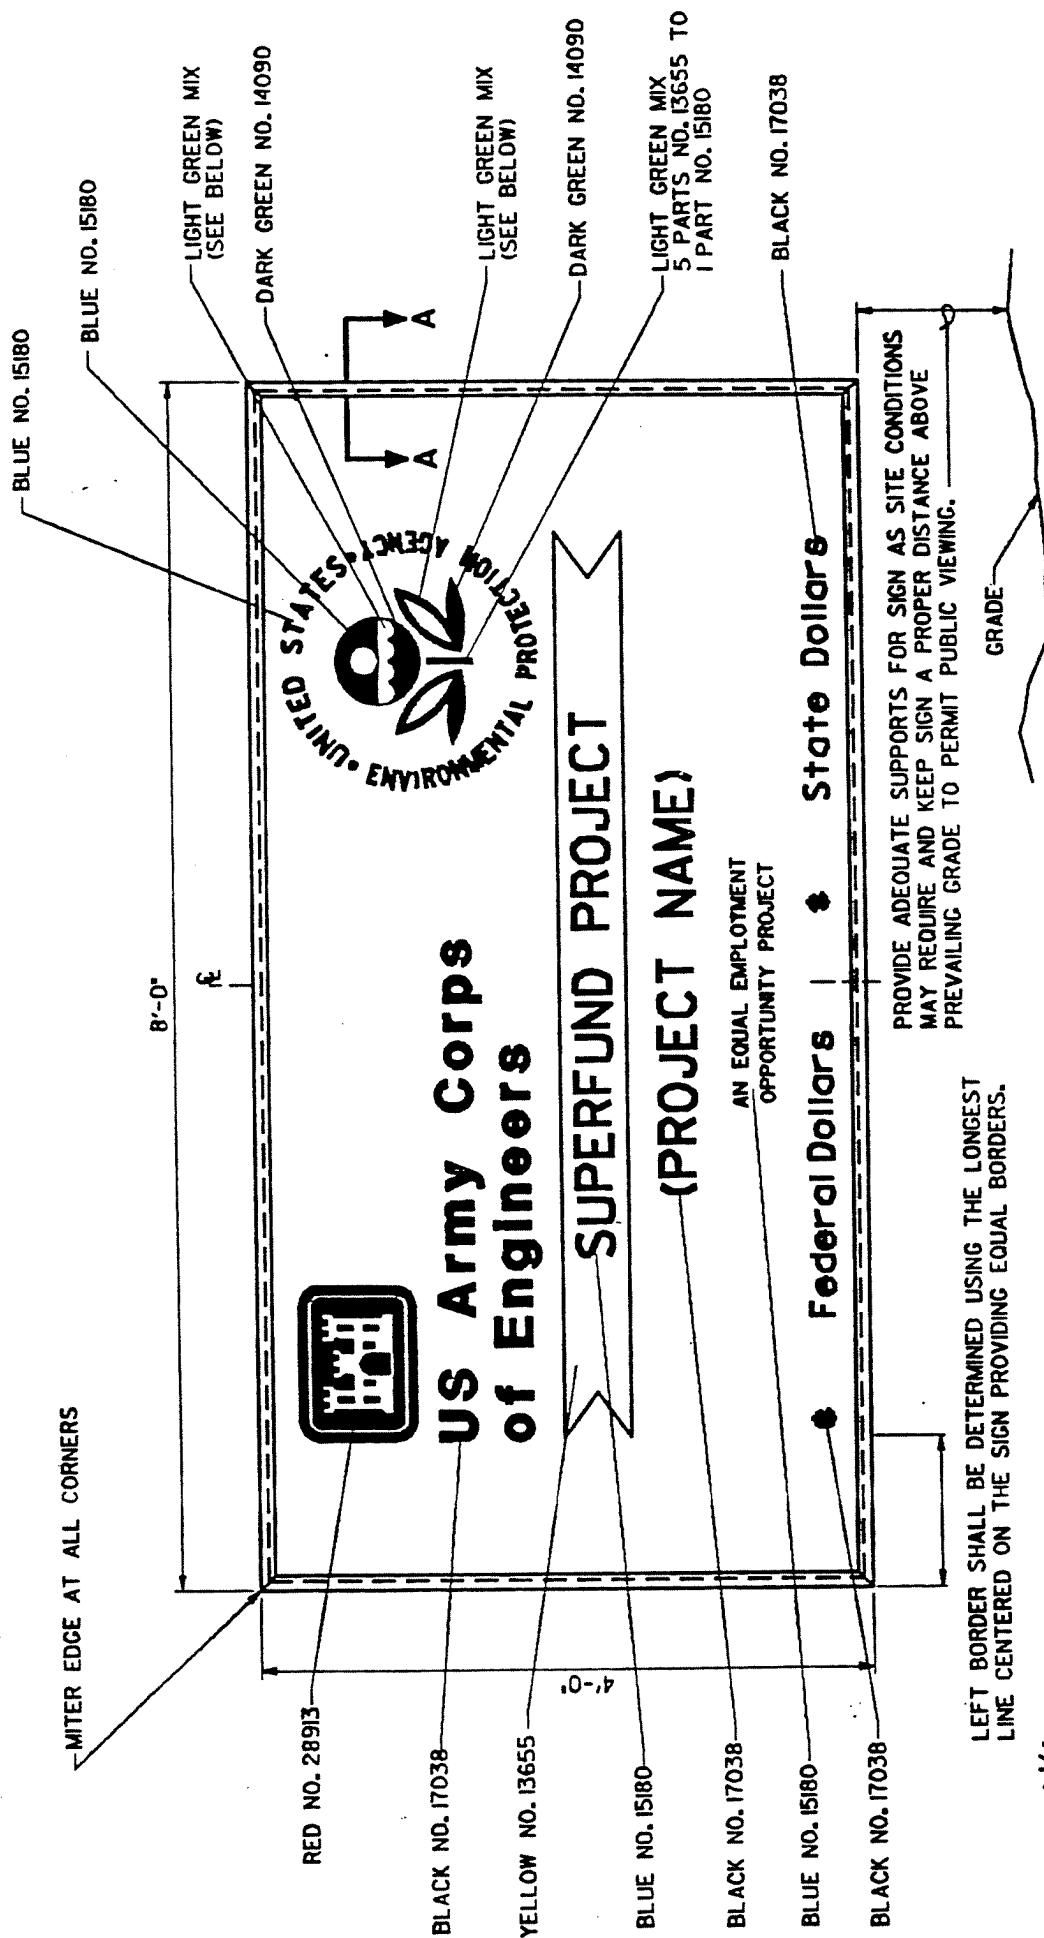 MITER EDGE AT ALL CORNERS
8'-0"
℄
BLUE NO. 15180
BLUE NO. 15180
LIGHT GREEN MIX
(SEE BELOW)
DARK GREEN NO. 14090
LIGHT GREEN MIX
(SEE BELOW)
DARK GREEN NO. 14090
LIGHT GREEN MIX
5 PARTS NO. 13655 TO
1 PART NO. 15180
BLACK NO. 17038
A
A
RED NO. 28913
BLACK NO. 17038
YELLOW NO. 13655
BLUE NO. 15180
BLACK NO. 17038
BLUE NO. 15180
BLACK NO. 17038
4'-0"
US Army Corps
of Engineers
• UNITED STATES •
ENVIRONMENTAL PROTECTION AGENCY
SUPERFUND PROJECT
(PROJECT NAME)
AN EQUAL EMPLOYMENT
OPPORTUNITY PROJECT
$ Federal Dollars $ State Dollars
PROVIDE ADEQUATE SUPPORTS FOR SIGN AS SITE CONDITIONS
MAY REQUIRE AND KEEP SIGN A PROPER DISTANCE ABOVE
PREVAILING GRADE TO PERMIT PUBLIC VIEWING.
GRADE
LEFT BORDER SHALL BE DETERMINED USING THE LONGEST
LINE CENTERED ON THE SIGN PROVIDING EQUAL BORDERS.